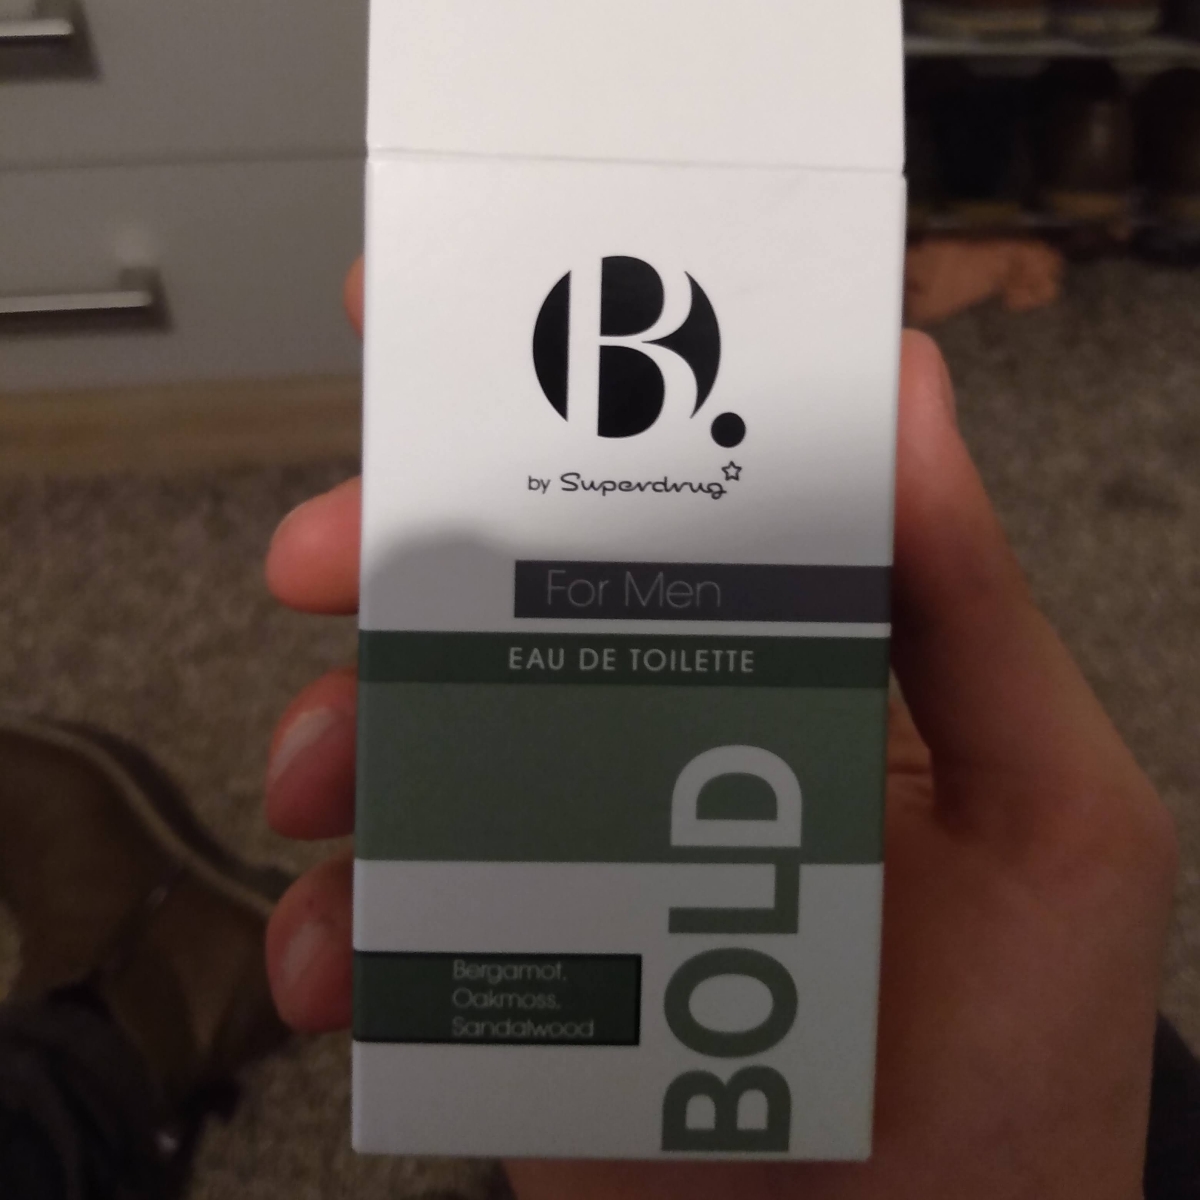 B.
by Superdrug
For Men
EAU DE TOILETTE
BOLD
Bergamot,
Oakmoss,
Sandalwood